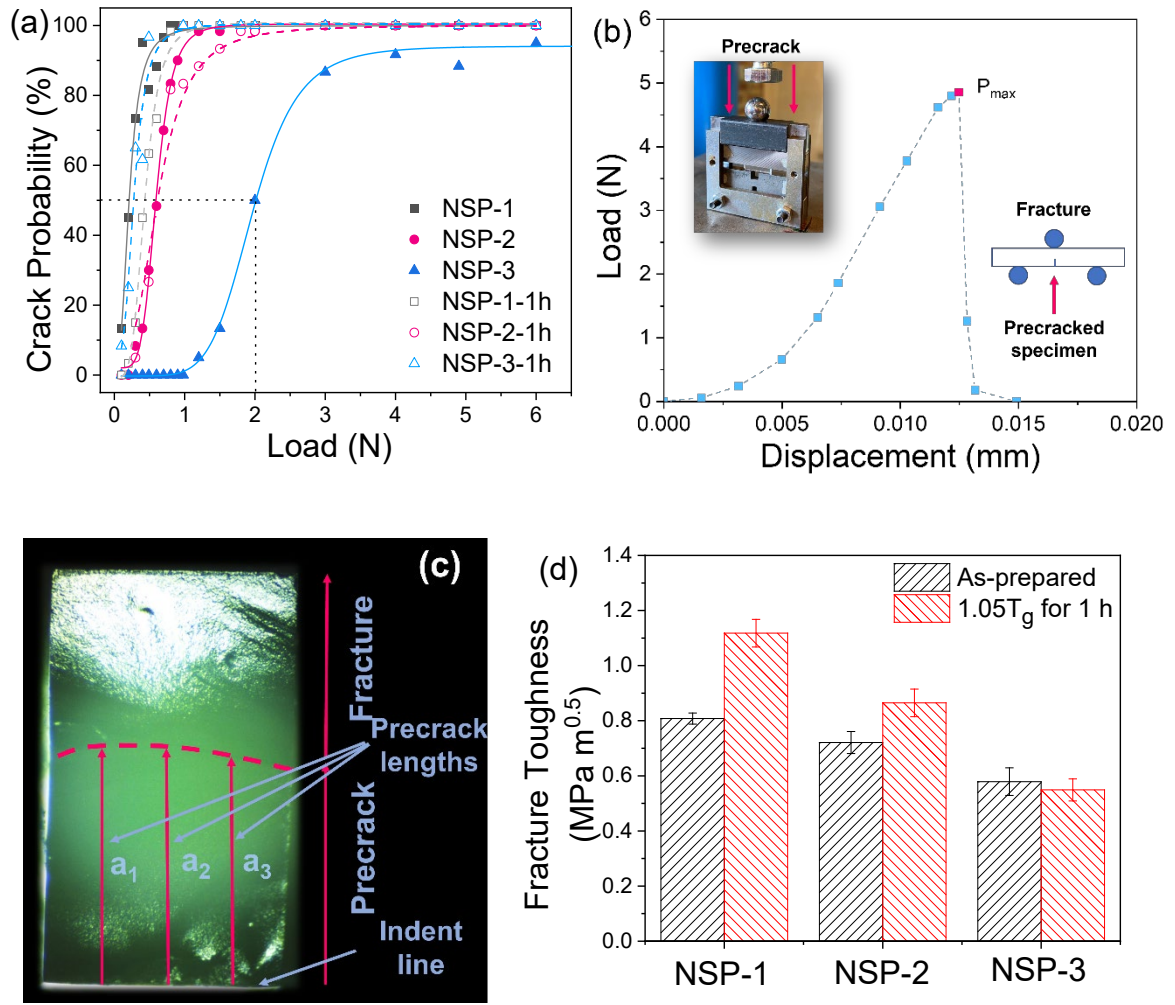 (a)
100
80
60
40
20
0
Crack Probability (%)
0
1
2
3
4
5
6
Load (N)
NSP-1
NSP-2
NSP-3
NSP-1-1h
NSP-2-1h
NSP-3-1h
(b)
6
5
4
3
2
1
0
Load (N)
0.000
0.005
0.010
0.015
0.020
Displacement (mm)
Precrack
Pmax
Fracture
Precracked
specimen
(c)
Fracture
Precrack
lengths
Precrack
a1
a2
a3
Indent
line
(d)
1.4
1.2
1.0
0.8
0.6
0.4
0.2
0.0
Fracture Toughness
(MPa m0.5)
As-prepared
1.05Tg for 1 h
NSP-1
NSP-2
NSP-3